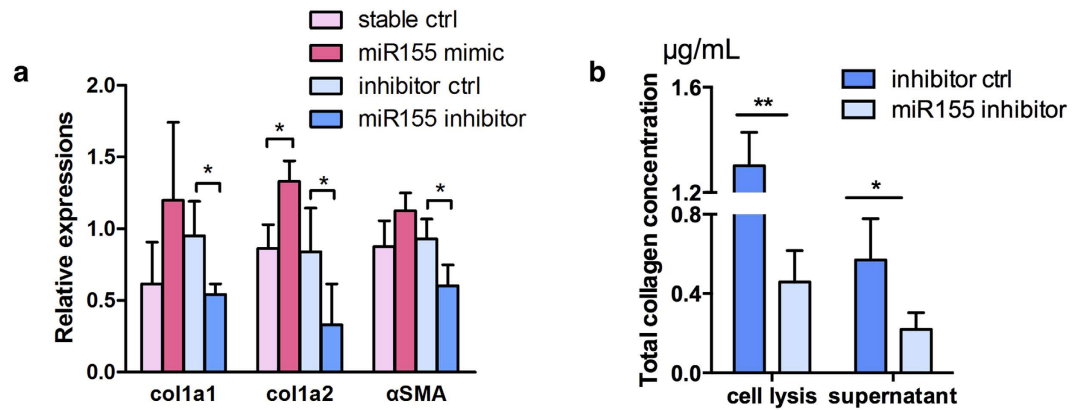 a
stable ctrl
miR155 mimic
inhibitor ctrl
miR155 inhibitor
Relative expressions
2.0
1.5
1.0
0.5
0.0
*
*
*
*
col1a1
col1a2
αSMA
b
µg/mL
inhibitor ctrl
miR155 inhibitor
Total collagen concentration
1.6
1.2
0.8
0.4
0.0
**
*
cell lysis
supernatant